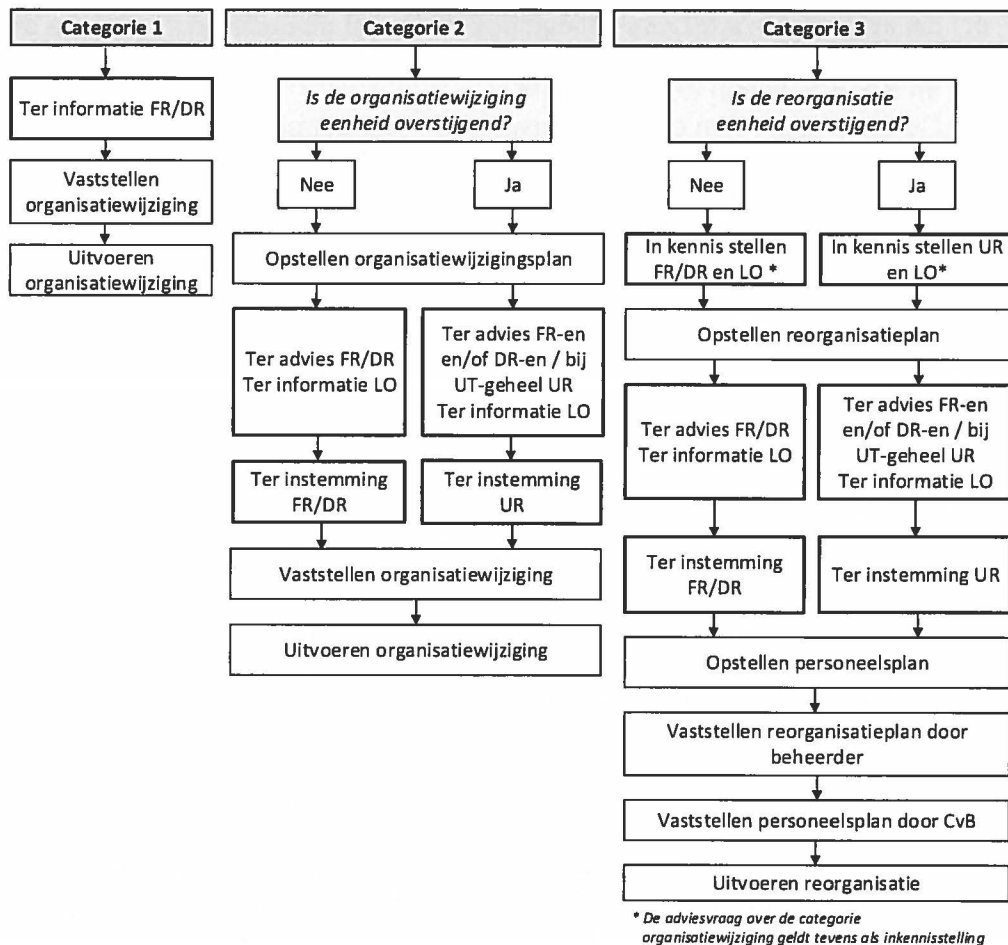 Categorie 1
Ter informatie FR/DR
Vaststellen
organisatiewijziging
Uitvoeren
organisatiewijziging
Categorie 2
Is de organisatiewijziging
eenheid overstijgend?
Nee
Ja
Opstellen organisatiewijzigingsplan
Ter advies FR/DR
Ter informatie LO
Ter advies FR-en
en/of DR-en / bij
UT-geheel UR
Ter informatie LO
Ter instemming
FR/DR
Ter instemming
UR
Vaststellen organisatiewijziging
Uitvoeren organisatiewijziging
Categorie 3
Is de reorganisatie
eenheid overstijgend?
Nee
Ja
In kennis stellen
FR/DR en LO *
In kennis stellen UR
en LO*
Opstellen reorganisatieplan
Ter advies FR/DR
Ter informatie LO
Ter advies FR-en
en/of DR-en / bij
UT-geheel UR
Ter informatie LO
Ter instemming
FR/DR
Ter instemming UR
Opstellen personeelsplan
Vaststellen reorganisatieplan door
beheerder
Vaststellen personeelsplan door CvB
Uitvoeren reorganisatie
* De adviesvraag over de categorie
organisatiewijziging geldt tevens als inkennisstelling